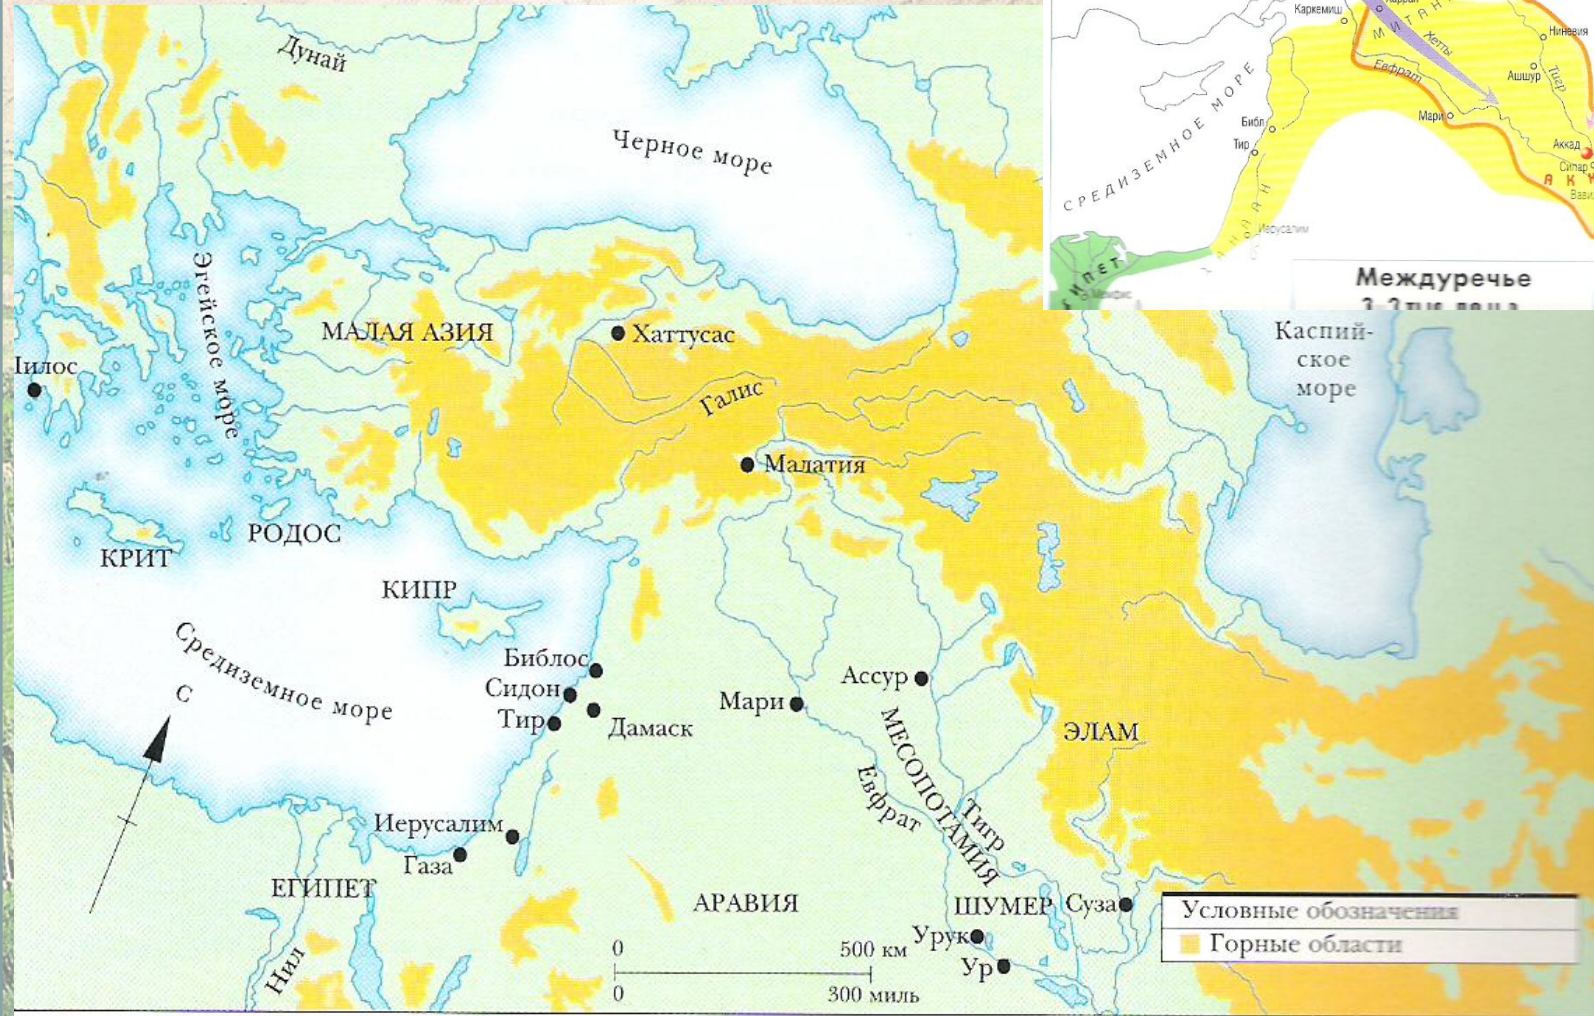 Дунай
Черное море
Эгейское море
МАЛАЯ АЗИЯ
Хаттусас
Галис
Малатия
Каспий-
ское
море
КРИТ
РОДОС
КИПР
Средиземное море
С
Библос
Сидон
Тир
Дамаск
Мари
Ассур
МЕСОПОТАМИЯ
Евфрат
Тигр
ЭЛАМ
Иерусалим
Газа
ЕГИПЕТ
Нил
АРАВИЯ
ШУМЕР
Суза
Урук
Ур
0
500 км
0
300 миль
Условные обозначения
Горные области
Каркемиш
Хетты
Евфрат
Ниневия
Ашшур
Тигр
Мари
Библ
Тир
Аккад
СРЕДИЗЕМНОЕ МОРЕ
Иерусалим
Междуречье